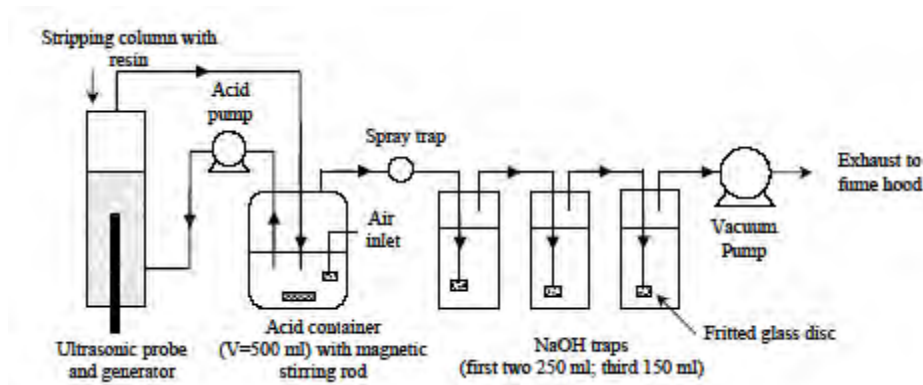 Stripping column with
resin
Acid
pump
Spray trap
Exhaust to
fume hood
Air
inlet
Vacuum
Pump
Fritted glass disc
Ultrasonic probe
and generator
Acid container
(V=500 ml) with magnetic
stirring rod
NaOH traps
(first two 250 ml; third 150 ml)